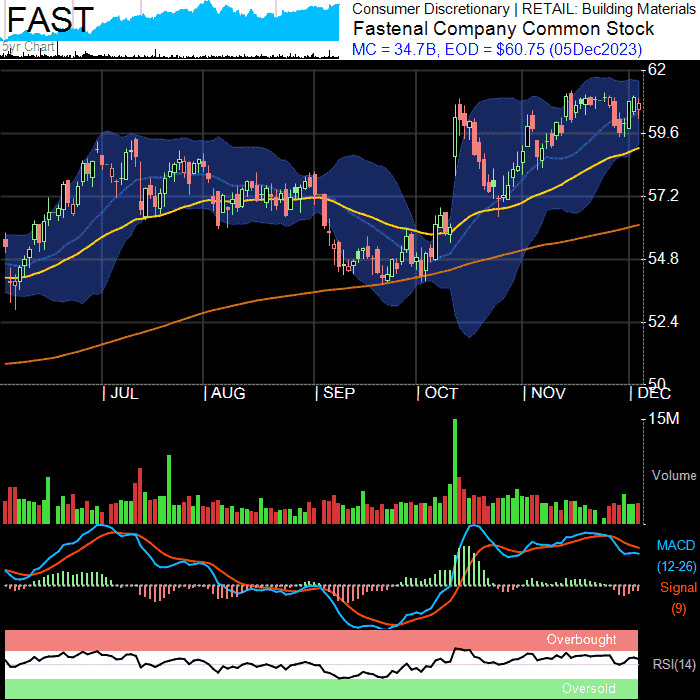 FAST
5yr Chart
Consumer Discretionary | RETAIL: Building Materials
Fastenal Company Common Stock
MC = 34.7B, EOD = $60.75 (05Dec2023)
62
59.6
57.2
54.8
52.4
50
| JUL
| AUG
| SEP
| OCT
| NOV
| DEC
15M
Volume
MACD
(12-26)
Signal
(9)
Overbought
RSI(14)
Oversold